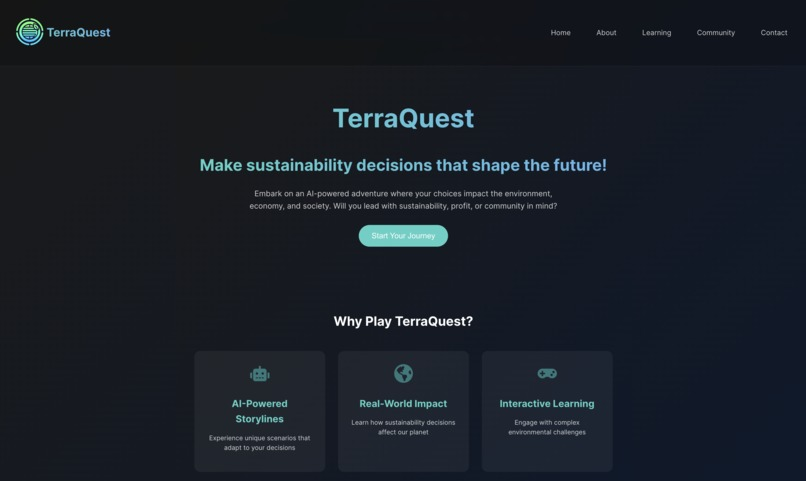 TerraQuest
Home
About
Learning
Community
Contact
TerraQuest
Make sustainability decisions that shape the future!
Embark on an AI-powered adventure where your choices impact the environment,
economy, and society. Will you lead with sustainability, profit, or community in mind?
Start Your Journey
Why Play TerraQuest?
AI-Powered
Storylines
Experience unique scenarios that
adapt to your decisions
Real-World Impact
Learn how sustainability decisions
affect our planet
Interactive Learning
Engage with complex
environmental challenges